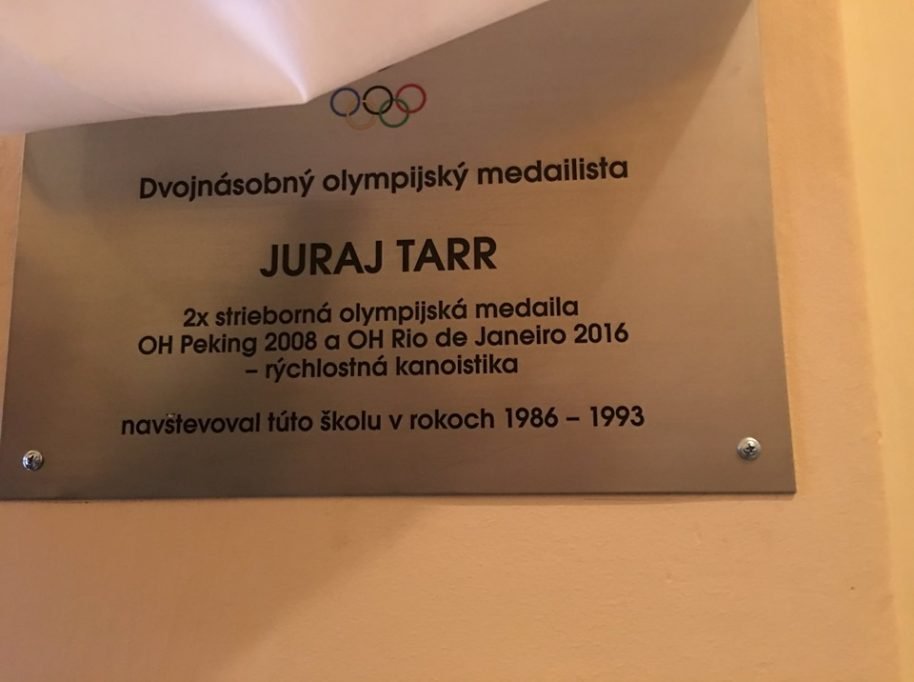 Dvojnásobný olympijský medailista
JURAJ TARR
2x strieborná olympijská medaila
OH Peking 2008 a OH Rio de Janeiro 2016
– rýchlostná kanoistika
navštevoval túto školu v rokoch 1986 – 1993